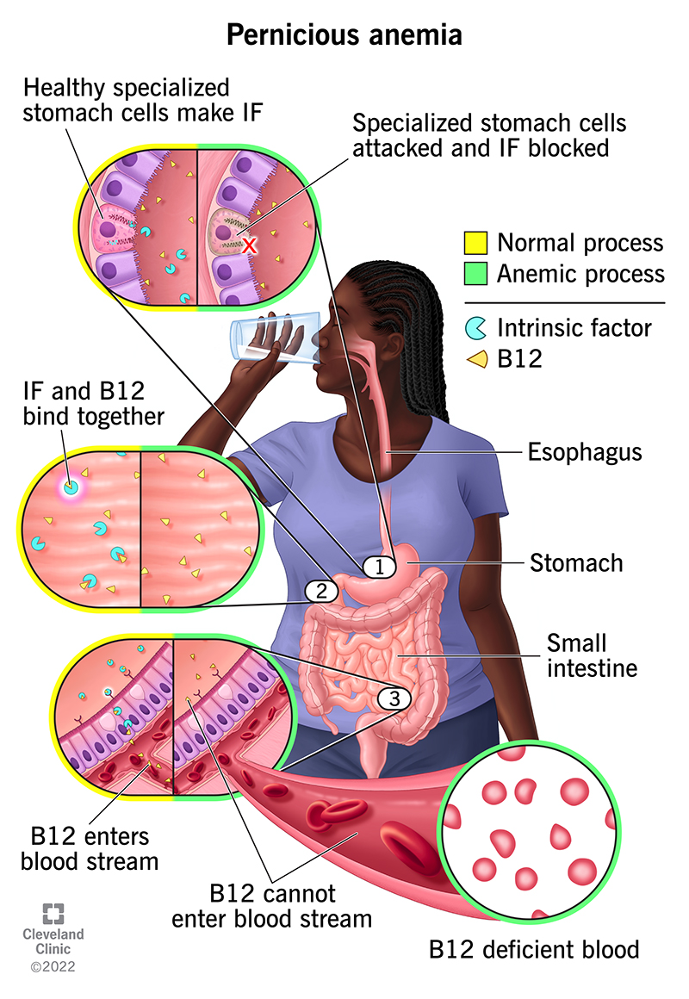 Pernicious anemia
Healthy specialized
stomach cells make IF
Specialized stomach cells
attacked and IF blocked
X
Normal process
Anemic process
Intrinsic factor
B12
IF and B12
bind together
Esophagus
1
Stomach
2
Small
intestine
3
B12 enters
blood stream
B12 cannot
enter blood stream
B12 deficient blood
Cleveland
Clinic
©2022